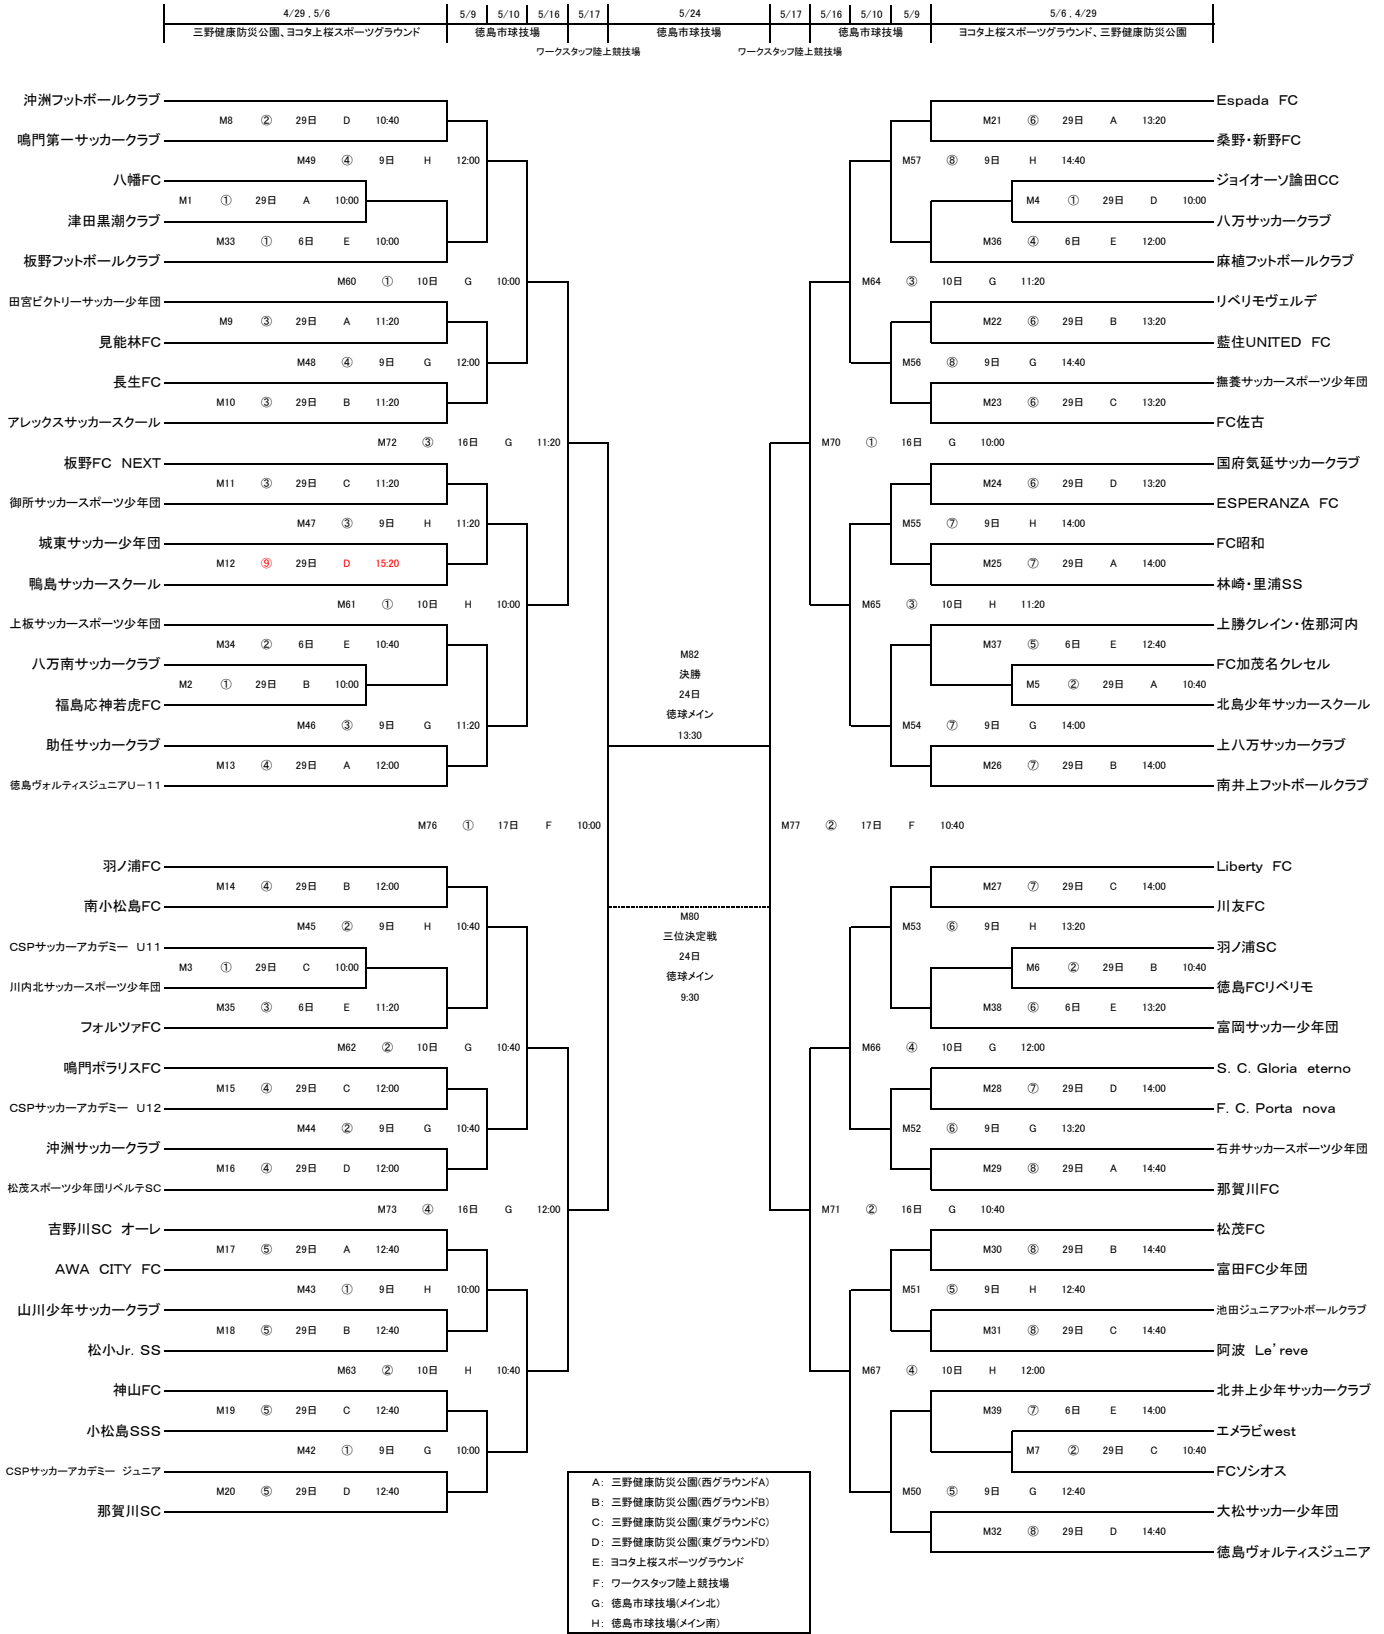 4/29 , 5/6 5/9 5/10 5/16 5/17 5/24 5/17 5/16 5/10 5/9 5/6 , 4/29
三野健康防災公園、ヨコタ上桜スポーツグラウンド 徳島市球技場 徳島市球技場 徳島市球技場 ヨコタ上桜スポーツグラウンド、三野健康防災公園
ワークスタッフ陸上競技場 ワークスタッフ陸上競技場
沖洲フットボールクラブ Espada FC
M8 ② 29日 D 10:40 M21 ⑥ 29日 A 13:20
鳴門第一サッカークラブ 桑野・新野FC
M49 ④ 9日 H 12:00 M57 ⑧ 9日 H 14:40
八幡FC ジョイオーソ論田CC
M1 ① 29日 A 10:00 M4 ① 29日 D 10:00
津田黒潮クラブ 八万サッカークラブ
M33 ① 6日 E 10:00 M36 ④ 6日 E 12:00
板野フットボールクラブ 麻植フットボールクラブ
M60 ① 10日 G 10:00 M64 ③ 10日 G 11:20
田宮ビクトリーサッカー少年団 リベリモヴェルデ
M9 ③ 29日 A 11:20 M22 ⑥ 29日 B 13:20
見能林FC 藍住UNITED FC
M48 ④ 9日 G 12:00 M56 ⑧ 9日 G 14:40
長生FC 撫養サッカースポーツ少年団
M10 ③ 29日 B 11:20 M23 ⑥ 29日 C 13:20
アレックスサッカースクール FC佐古
M72 ③ 16日 G 11:20 M70 ① 16日 G 10:00
板野FC NEXT 国府気延サッカークラブ
M11 ③ 29日 C 11:20 M24 ⑥ 29日 D 13:20
御所サッカースポーツ少年団 ESPERANZA FC
M47 ③ 9日 H 11:20 M55 ⑦ 9日 H 14:00
城東サッカー少年団 FC昭和
M12 ⑨ 29日 D 15:20 M25 ⑦ 29日 A 14:00
鴨島サッカースクール 林崎・里浦SS
M61 ① 10日 H 10:00 M65 ③ 10日 H 11:20
上板サッカースポーツ少年団 上勝クレイン・佐那河内
M34 ② 6日 E 10:40 M37 ⑤ 6日 E 12:40
M82
八万南サッカークラブ FC加茂名クレセル
決勝
M2 ① 29日 B 10:00 M5 ② 29日 A 10:40
24日
福島応神若虎FC 北島少年サッカースクール
徳球メイン
M46 ③ 9日 G 11:20 M54 ⑦ 9日 G 14:00
13:30
助任サッカークラブ 上八万サッカークラブ
M13 ④ 29日 A 12:00 M26 ⑦ 29日 B 14:00
徳島ヴォルティスジュニアU-11 南井上フットボールクラブ
M76 ① 17日 F 10:00 M77 ② 17日 F 10:40
羽ノ浦FC Liberty FC
M14 ④ 29日 B 12:00 M27 ⑦ 29日 C 14:00
南小松島FC 川友FC
M80
M45 ② 9日 H 10:40 M53 ⑥ 9日 H 13:20
三位決定戦
CSPサッカーアカデミー U11 羽ノ浦SC
24日
M3 ① 29日 C 10:00 M6 ② 29日 B 10:40
徳球メイン
川内北サッカースポーツ少年団 徳島FCリベリモ
9:30
M35 ③ 6日 E 11:20 M38 ⑥ 6日 E 13:20
フォルツァFC 富岡サッカー少年団
M62 ② 10日 G 10:40 M66 ④ 10日 G 12:00
鳴門ポラリスFC S.C.Gloria eterno
M15 ④ 29日 C 12:00 M28 ⑦ 29日 D 14:00
CSPサッカーアカデミー U12 F.C.Porta nova
M44 ② 9日 G 10:40 M52 ⑥ 9日 G 13:20
沖洲サッカークラブ 石井サッカースポーツ少年団
M16 ④ 29日 D 12:00 M29 ⑧ 29日 A 14:40
松茂スポーツ少年団リベルテSC 那賀川FC
M73 ④ 16日 G 12:00 M71 ② 16日 G 10:40
吉野川SC オーレ 松茂FC
M17 ⑤ 29日 A 12:40 M30 ⑧ 29日 B 14:40
AWA CITY FC 富田FC少年団
M43 ① 9日 H 10:00 M51 ⑤ 9日 H 12:40
山川少年サッカークラブ 池田ジュニアフットボールクラブ
M18 ⑤ 29日 B 12:40 M31 ⑧ 29日 C 14:40
松小Jr.SS 阿波 Le’reve
M63 ② 10日 H 10:40 M67 ④ 10日 H 12:00
神山FC 北井上少年サッカークラブ
M19 ⑤ 29日 C 12:40 M39 ⑦ 6日 E 14:00
小松島SSS エメラビwest
M42 ① 9日 G 10:00 M7 ② 29日 C 10:40
CSPサッカーアカデミー ジュニア FCソシオス
M20 ⑤ 29日 D 12:40 M50 ⑤ 9日 G 12:40
那賀川SC 大松サッカー少年団
M32 ⑧ 29日 D 14:40
徳島ヴォルティスジュニア
A: 三野健康防災公園(西グラウンドA)
B: 三野健康防災公園(西グラウンドB)
C: 三野健康防災公園(東グラウンドC)
D: 三野健康防災公園(東グラウンドD)
E: ヨコタ上桜スポーツグラウンド
F: ワークスタッフ陸上競技場
G: 徳島市球技場(メイン北)
H: 徳島市球技場(メイン南)